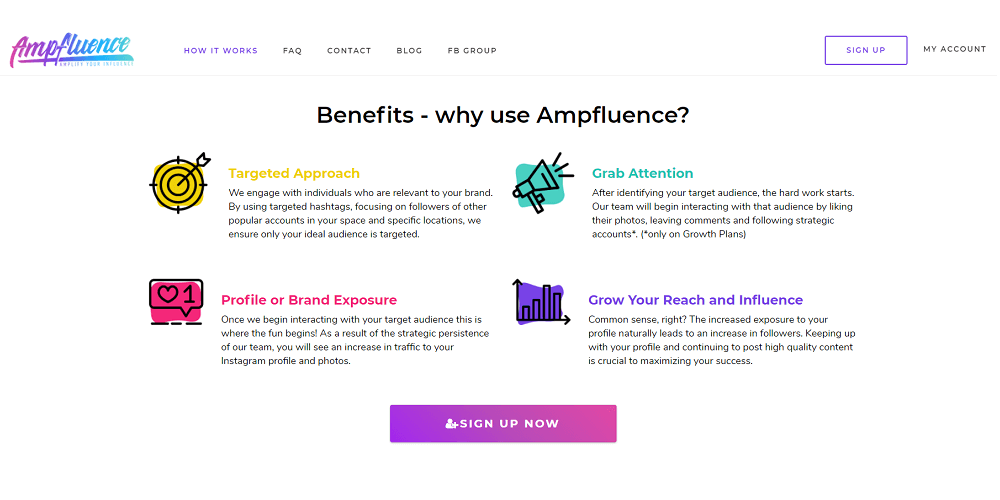 Ampfluence
AMPLIFY YOUR INFLUENCE
HOW IT WORKS
FAQ
CONTACT
BLOG
FB GROUP
SIGN UP
MY ACCOUNT
Benefits - why use Ampfluence?
Targeted Approach
We engage with individuals who are relevant to your brand.
By using targeted hashtags, focusing on followers of other
popular accounts in your space and specific locations, we
ensure only your ideal audience is targeted.
Grab Attention
After identifying your target audience, the hard work starts.
Our team will begin interacting with that audience by liking
their photos, leaving comments and following strategic
accounts*. (*only on Growth Plans)
1
Profile or Brand Exposure
Once we begin interacting with your target audience this is
where the fun begins! As a result of the strategic persistence
of our team, you will see an increase in traffic to your
Instagram profile and photos.
Grow Your Reach and Influence
Common sense, right? The increased exposure to your
profile naturally leads to an increase in followers. Keeping up
with your profile and continuing to post high quality content
is crucial to maximizing your success.
SIGN UP NOW